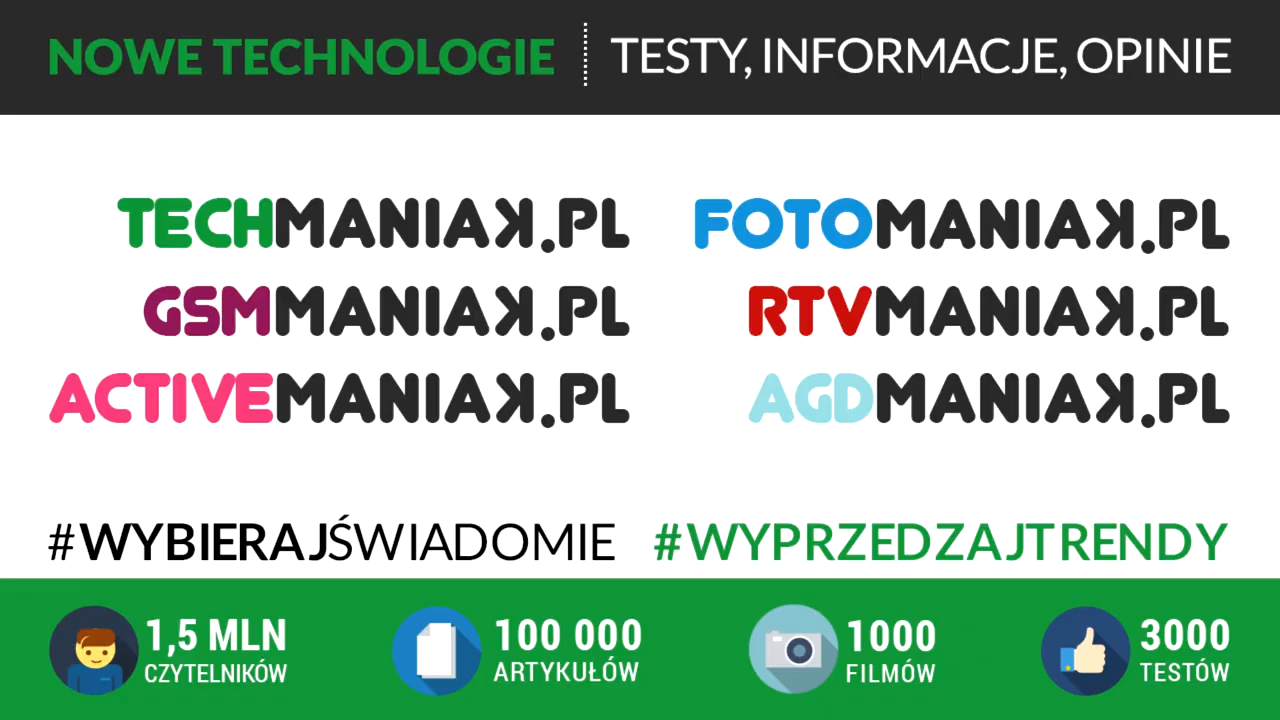 NOWE TECHNOLOGIE
TESTY, INFORMACJE, OPINIE
TECHMANIAK.PL
FOTOMANIAK.PL
GSMMANIAK.PL
RTVMANIAK.PL
ACTIVEMANIAK.PL
AGDMANIAK.PL
#WYBIERAJŚWIADOMIE
#WYPRZEDZAJTRENDY
1,5 MLN
CZYTELNIKÓW
100 000
ARTYKUŁÓW
1000
FILMÓW
3000
TESTÓW